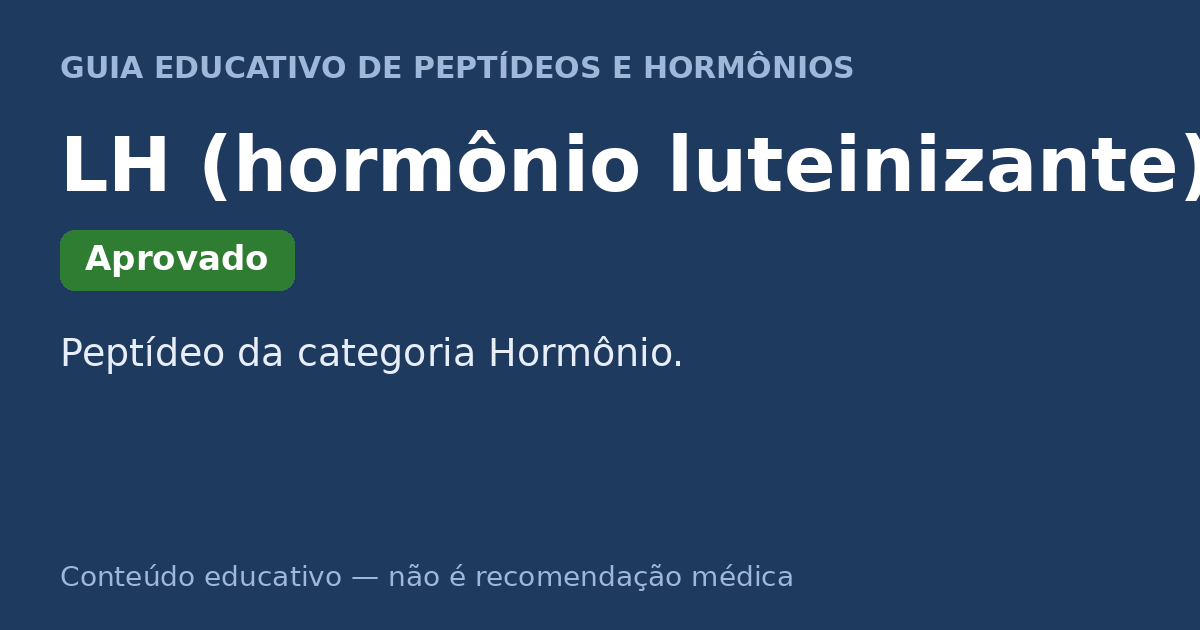 GUIA EDUCATIVO DE PEPTÍDEOS E HORMÔNIOS
LH (hormônio luteinizante)
Aprovado
Peptídeo da categoria Hormônio.
Conteúdo educativo — não é recomendação médica